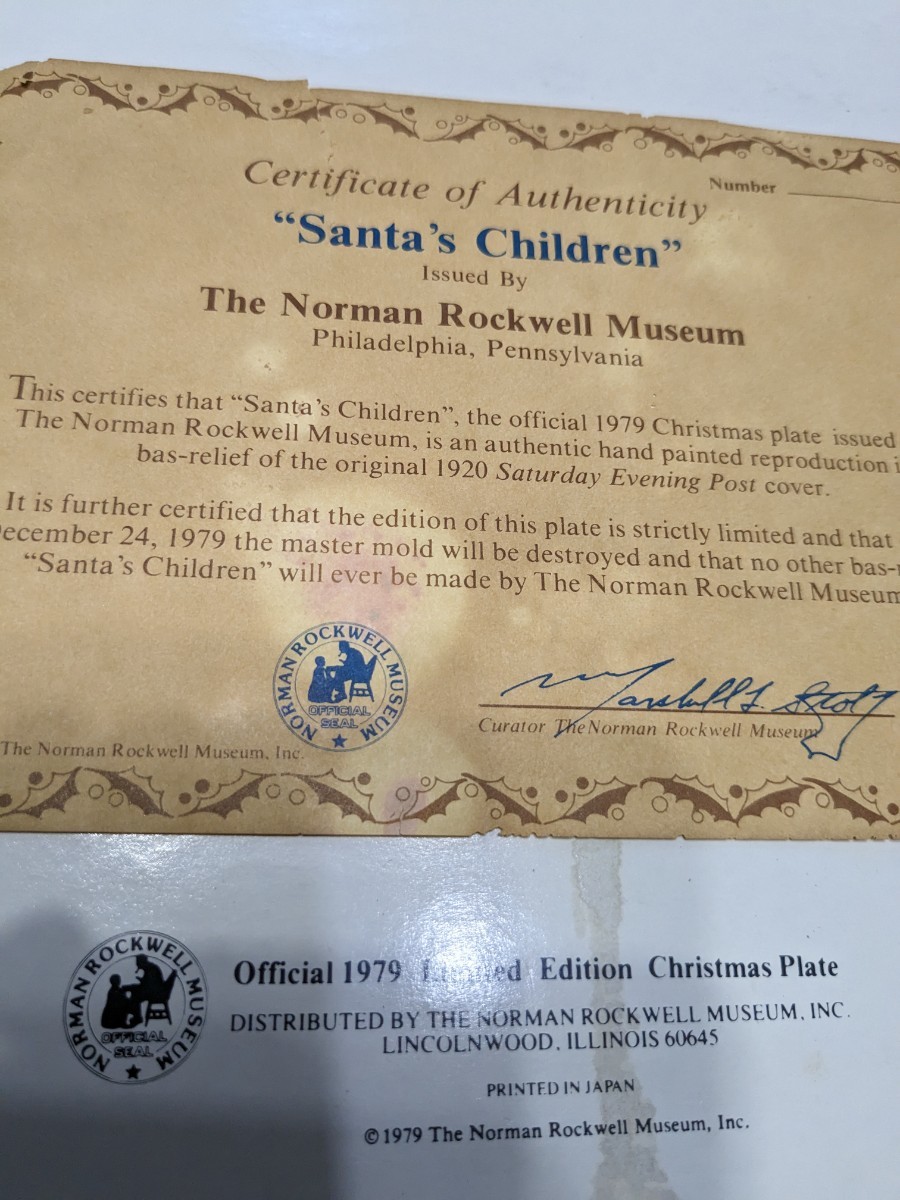 Number
Certificate of Authenticity
“Santa’s Children”
Issued By
The Norman Rockwell Museum
Philadelphia, Pennsylvania
This certifies that “Santa’s Children”, the official 1979 Christmas plate issued
The Norman Rockwell Museum, is an authentic hand painted reproduction
bas-relief of the original 1920 Saturday Evening Post cover.
It is further certified that the edition of this plate is strictly limited and that
ecember 24, 1979 the master mold will be destroyed and that no other bas-
“Santa’s Children” will ever be made by The Norman Rockwell Museum
NORMAN ROCKWELL MUSEUM
OFFICIAL
SEAL
Curator The Norman Rockwell Museum
The Norman Rockwell Museum, Inc.
NORMAN ROCKWELL MUSEUM
OFFICIAL
SEAL
Official 1979 Limited Edition Christmas Plate
DISTRIBUTED BY THE NORMAN ROCKWELL MUSEUM, INC.
LINCOLNWOOD, ILLINOIS 60645
PRINTED IN JAPAN
©1979 The Norman Rockwell Museum, Inc.